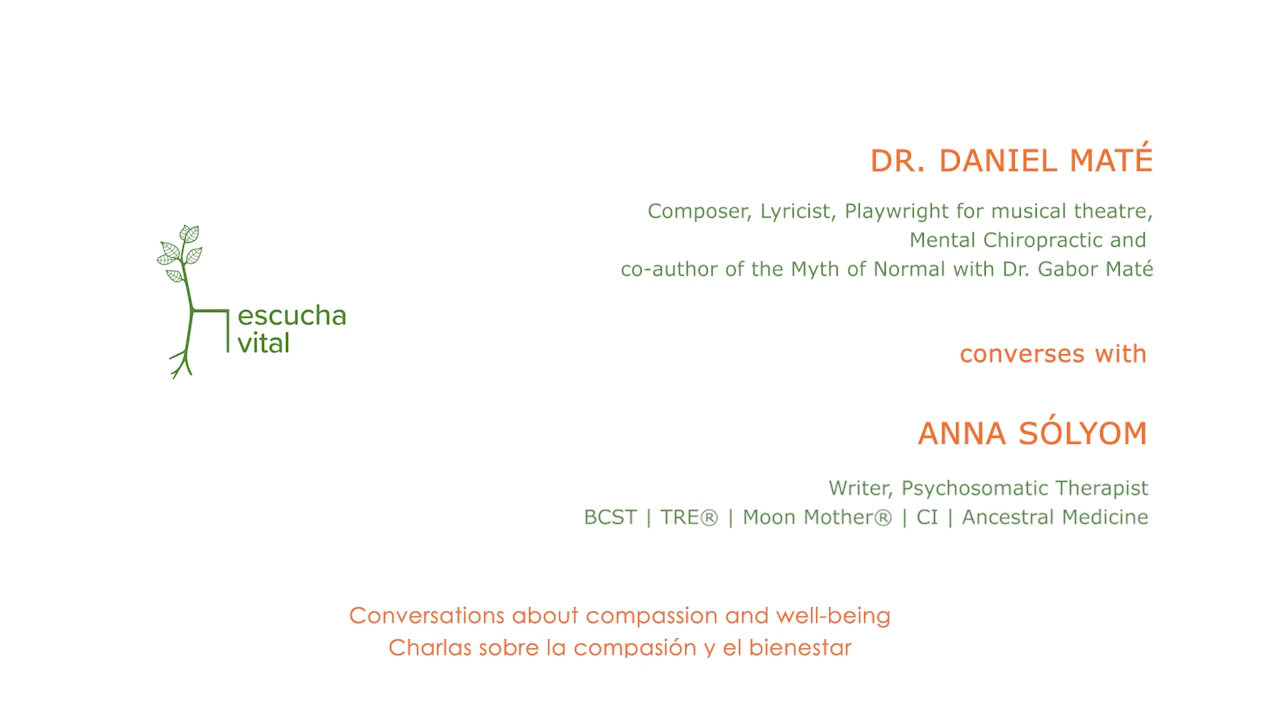 DR. DANIEL MATÉ
Composer, Lyricist, Playwright for musical theatre,
Mental Chiropractic and
co-author of the Myth of Normal with Dr. Gabor Maté
escucha
vital
converses with
ANNA SÓLYOM
Writer, Psychosomatic Therapist
BCST | TRE® | Moon Mother® | CI | Ancestral Medicine
Conversations about compassion and well-being
Charlas sobre la compasión y el bienestar